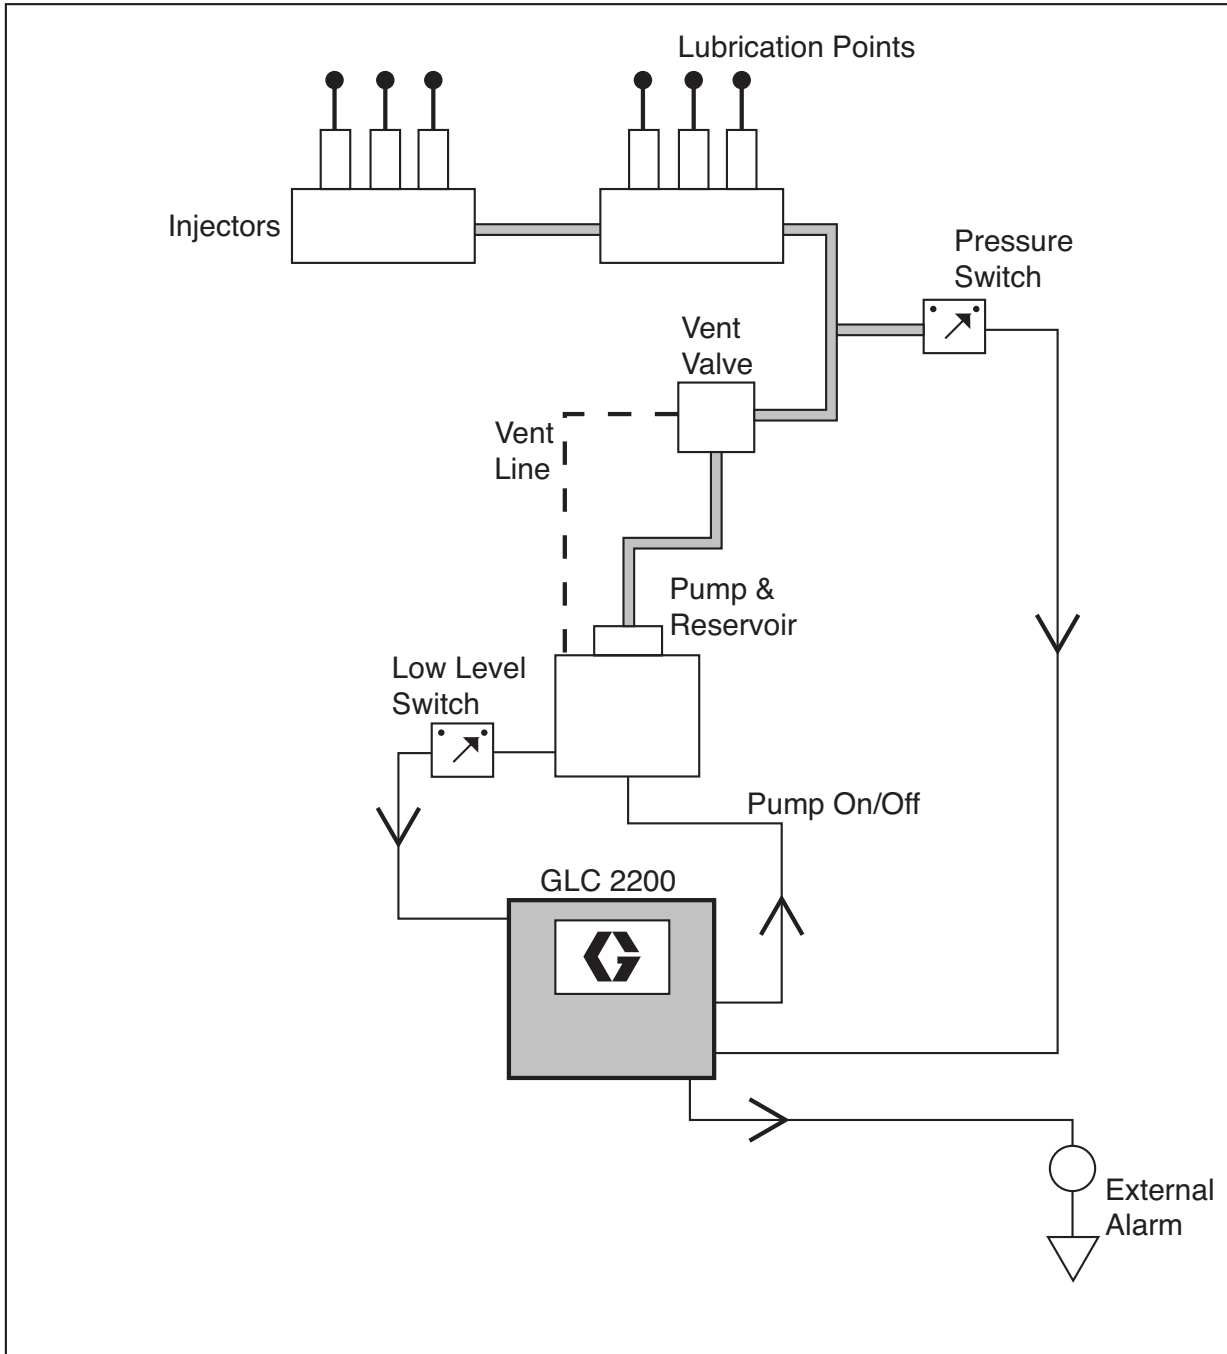 Lubrication Points
Injectors
Pressure
Switch
Vent
Valve
Vent
Line
Pump &
Reservoir
Low Level
Switch
Pump On/Off
GLC 2200
G
External
Alarm